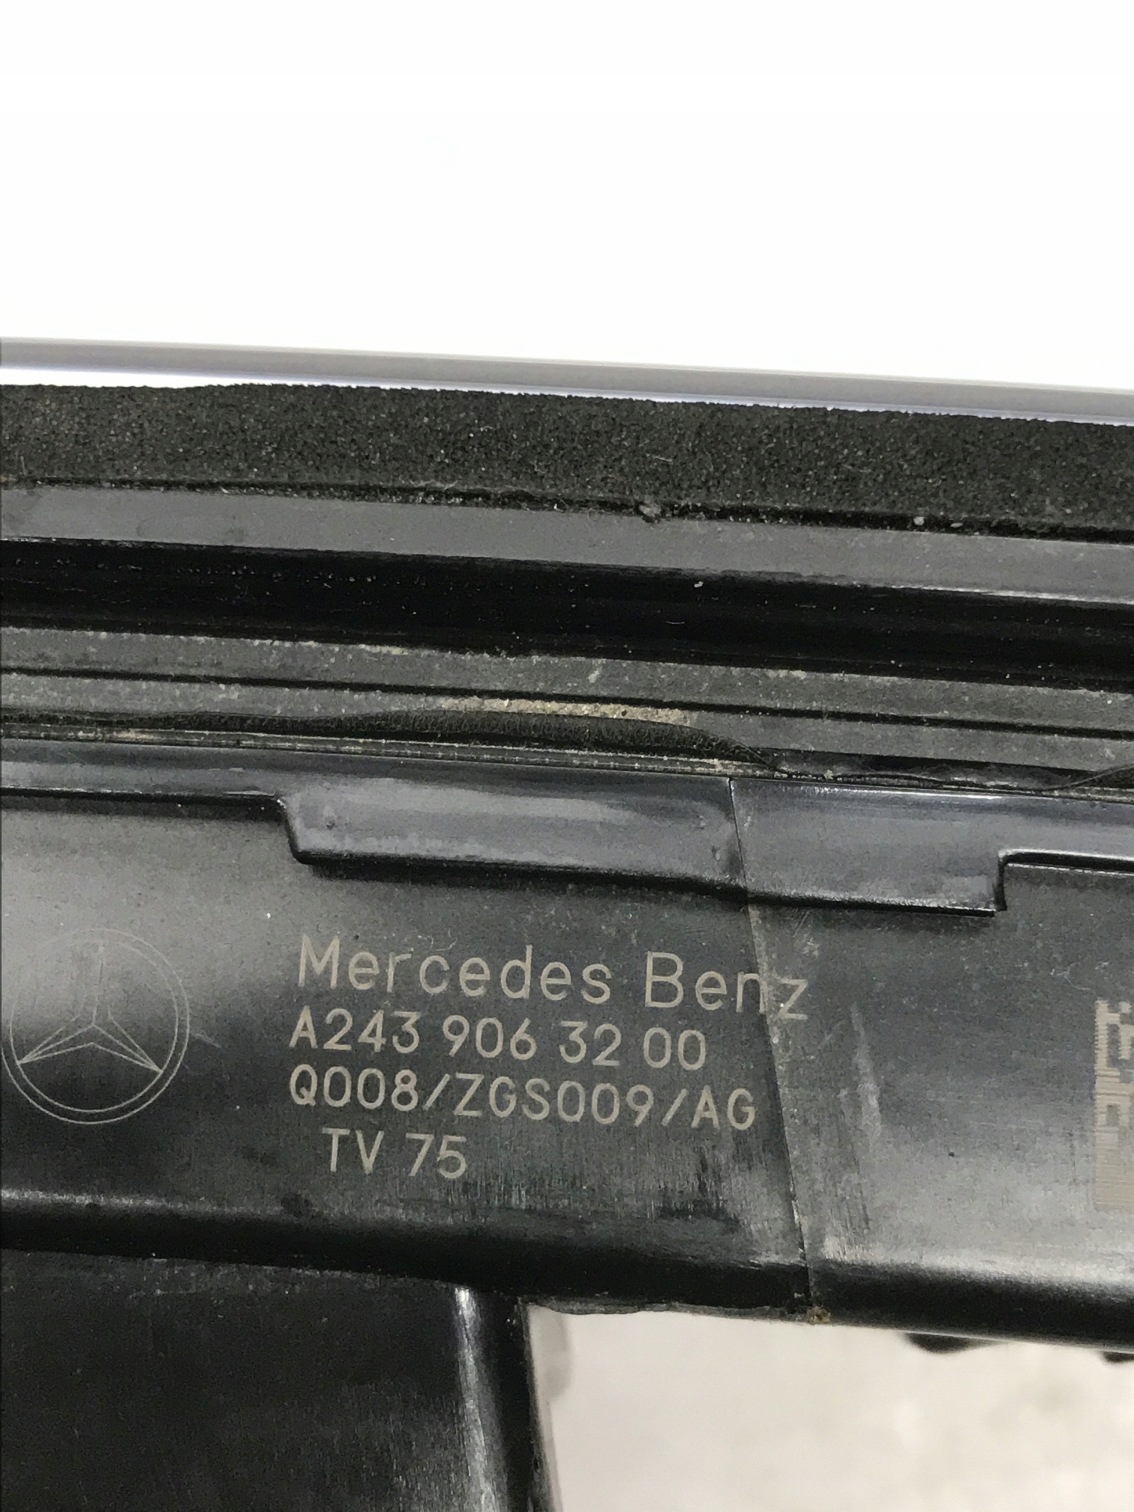 Mercedes Benz
A243 906 32 00
Q008/ZGS009/AG
TV 75